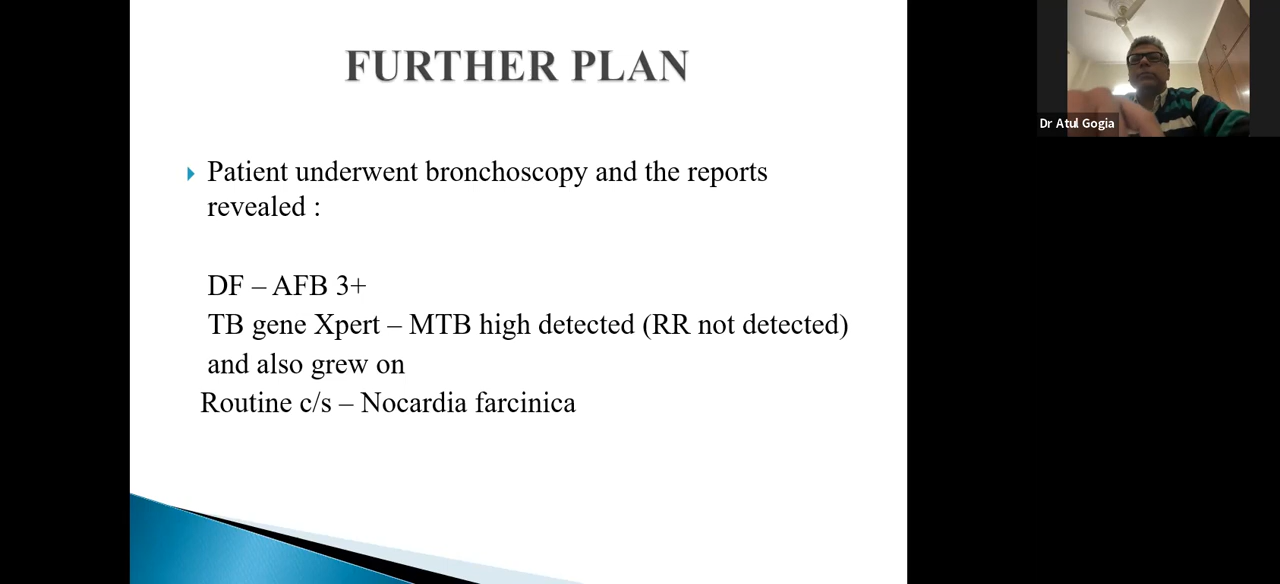 FURTHER PLAN
Patient underwent bronchoscopy and the reports
revealed :
DF – AFB 3+
TB gene Xpert – MTB high detected (RR not detected)
and also grew on
Routine c/s – Nocardia farcinica
Dr Atul Gogia